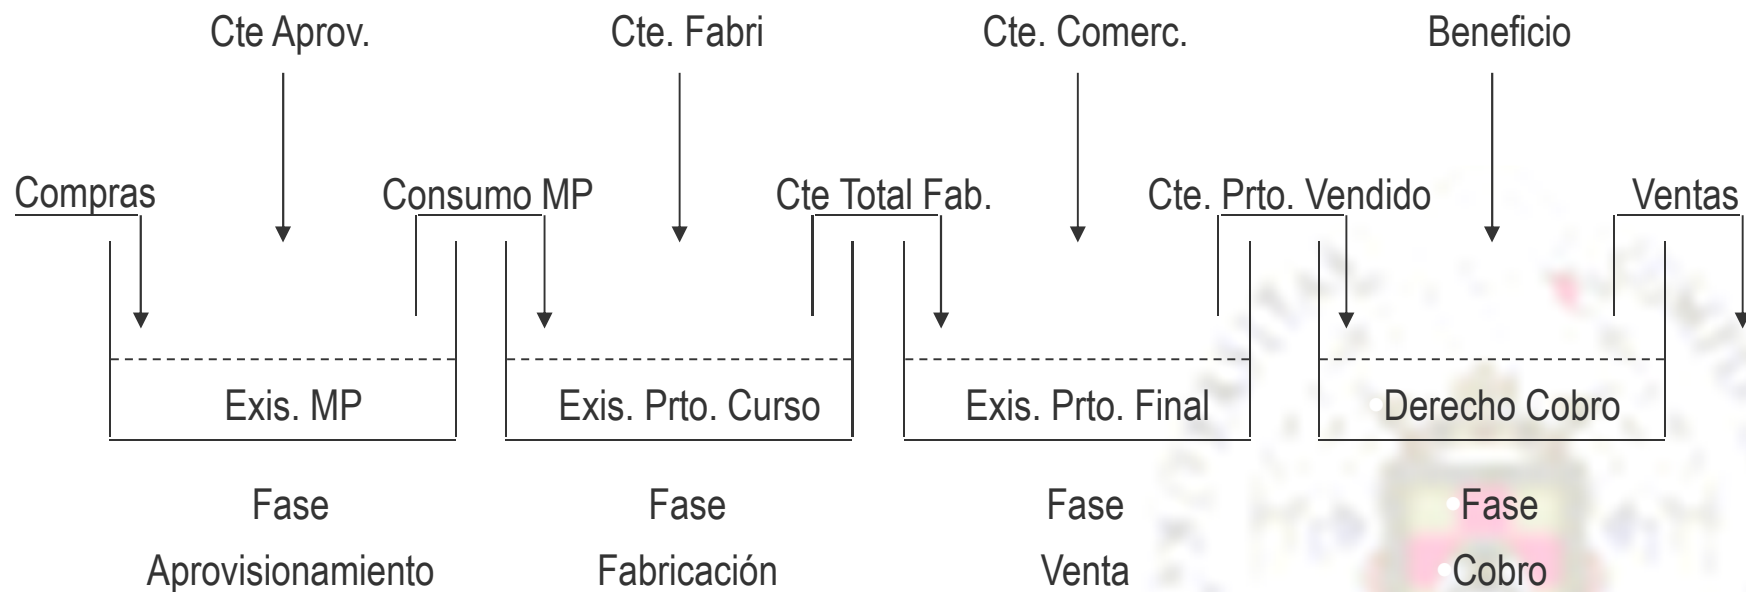 Cte Aprov.
Cte. Fabri
Cte. Comerc.
Beneficio
Compras
Consumo MP
Cte Total Fab.
Cte. Prto. Vendido
Ventas
Exis. MP
Exis. Prto. Curso
Exis. Prto. Final
•Derecho Cobro
Fase
Aprovisionamiento
Fase
Fabricación
Fase
Venta
•Fase
•Cobro